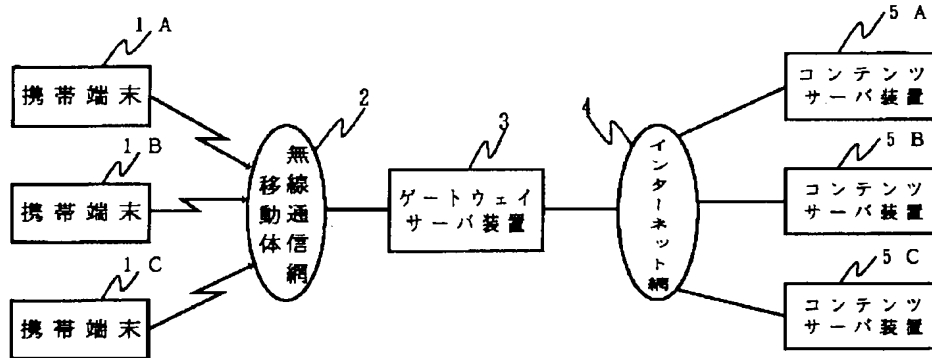 1 A
携帯端末
1 B
携帯端末
1 C
携帯端末
2
無線通信網
移動体
3
ゲートウェイ
サーバ装置
4
インターネット網
5 A
コンテンツ
サーバ装置
5 B
コンテンツ
サーバ装置
5 C
コンテンツ
サーバ装置